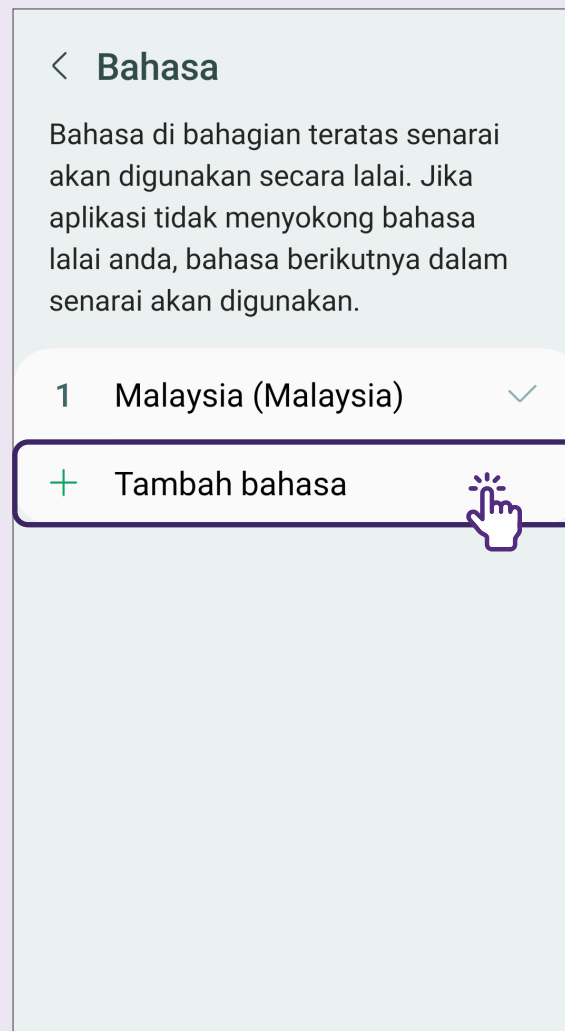 Bahasa
Bahasa di bahagian teratas senarai
akan digunakan secara lalai. Jika
aplikasi tidak menyokong bahasa
lalai anda, bahasa berikutnya dalam
senarai akan digunakan.
1 Malaysia (Malaysia)
+ Tambah bahasa